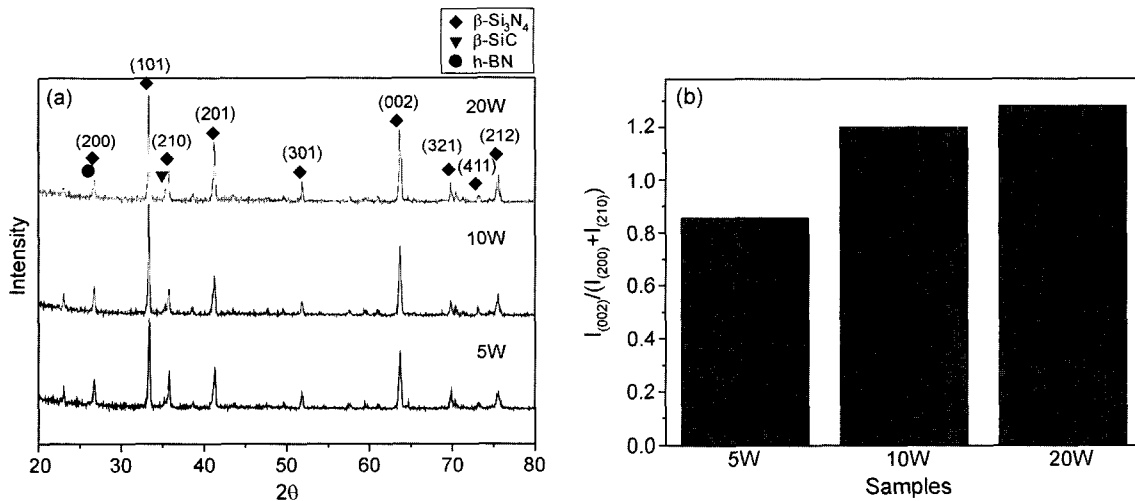 β-Si₃N₄
β-SiC
h-BN
(a)
(101)
20W
(002)
(201)
(200)
(210)
(212)
(321)
(301)
(411)
10W
5W
Intensity
20 30 40 50 60 70 80
2θ
(b)
1.2
1.0
0.8
0.6
0.4
0.2
0.0
I₍₀₀₂₎/(I₍₂₀₀₎+I₍₂₁₀₎)
5W 10W 20W
Samples